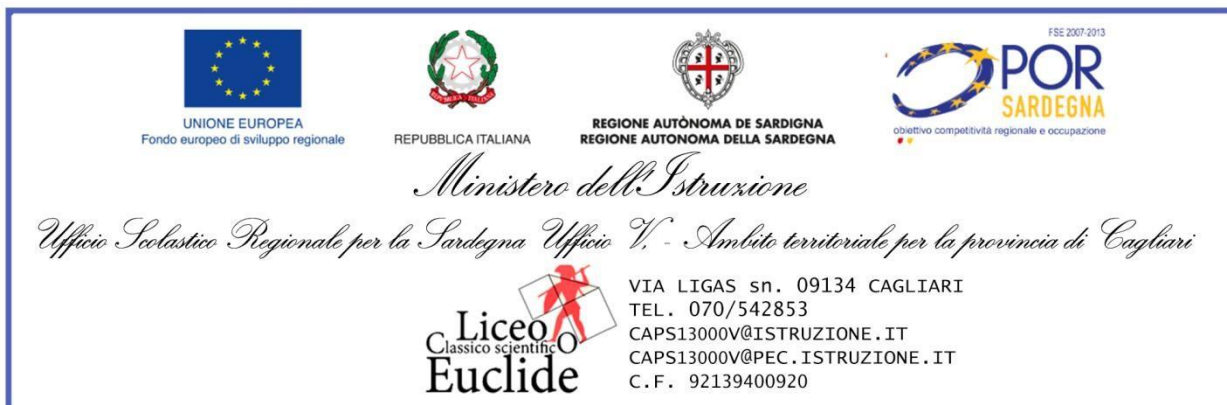 FSE 2007-2013
POR
SARDEGNA
obiettivo competitività regionale e occupazione
UNIONE EUROPEA
Fondo europeo di sviluppo regionale
REPUBBLICA ITALIANA
REGIONE AUTÒNOMA DE SARDIGNA
REGIONE AUTONOMA DELLA SARDEGNA
Ministero dell'Istruzione
Ufficio Scolastico Regionale per la Sardegna Ufficio V, - Ambito territoriale per la provincia di Cagliari
Liceo
Classico scientificO
Euclide
VIA LIGAS sn. 09134 CAGLIARI
TEL. 070/542853
CAPS13000V@ISTRUZIONE.IT
CAPS13000V@PEC.ISTRUZIONE.IT
C.F. 92139400920